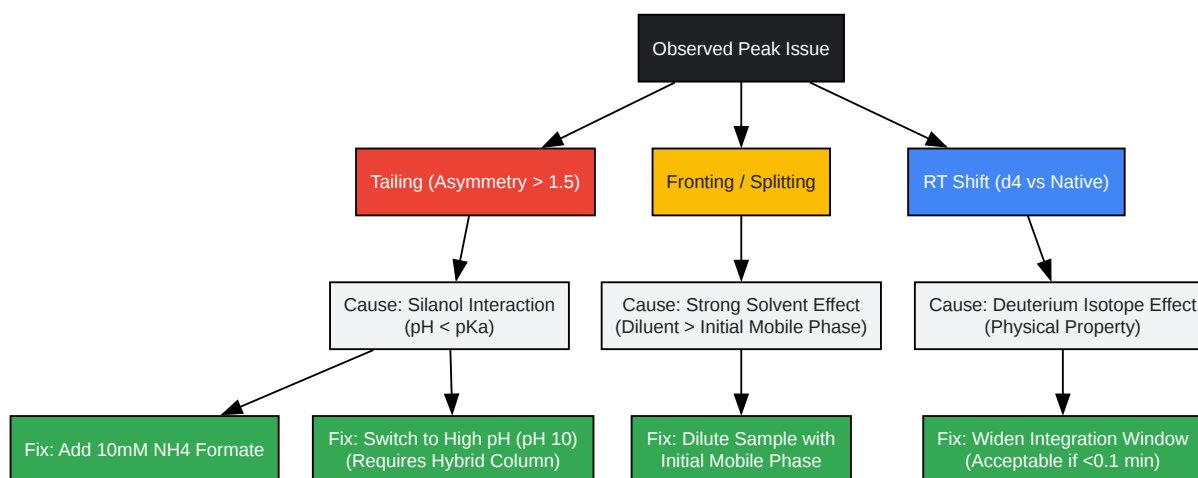 Observed Peak Issue
Tailing (Asymmetry > 1.5)
Fronting / Splitting
RT Shift (d4 vs Native)
Cause: Silanol Interaction
(pH < pKa)
Cause: Strong Solvent Effect
(Diluent > Initial Mobile Phase)
Cause: Deuterium Isotope Effect
(Physical Property)
Fix: Add 10mM NH4 Formate
Fix: Switch to High pH (pH 10)
(Requires Hybrid Column)
Fix: Dilute Sample with
Initial Mobile Phase
Fix: Widen Integration Window
(Acceptable if <0.1 min)